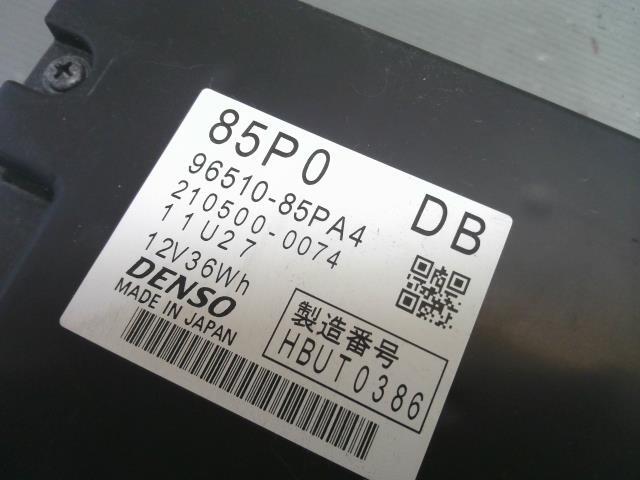 85P0
DB
96510-85PA4
210500-0074
11U27
12V36Wh
DENSO
MADE IN JAPAN
製造番号
HBUT0386